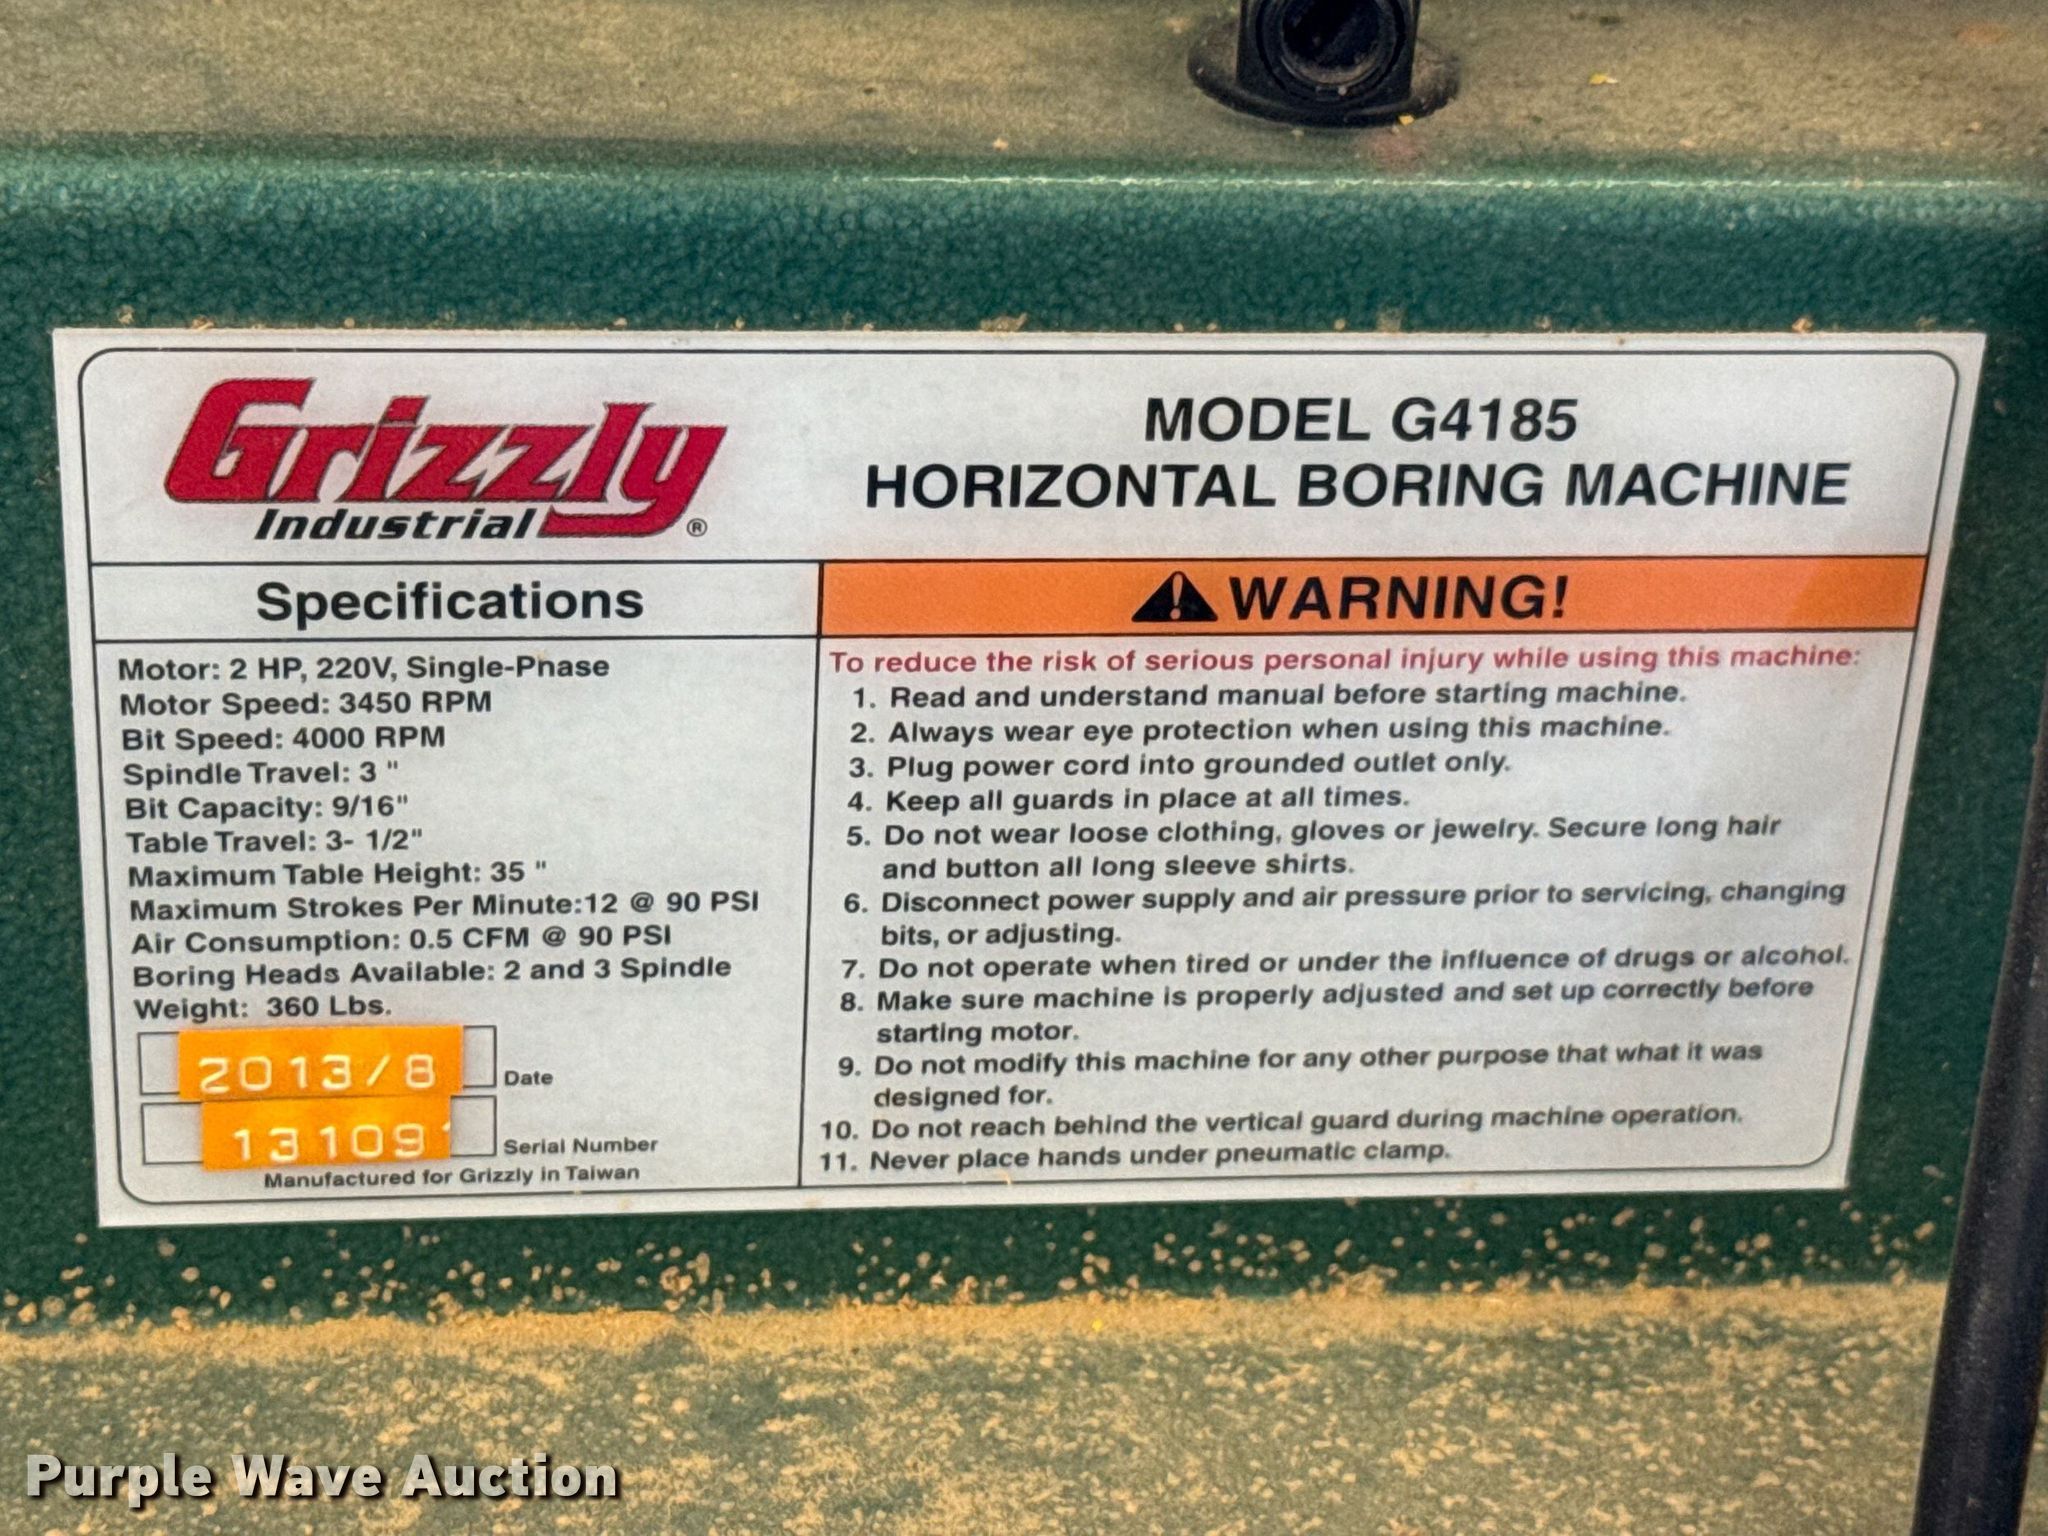 Grizzly
Industrial ®
MODEL G4185
HORIZONTAL BORING MACHINE
Specifications
Motor: 2 HP, 220V, Single-Phase
Motor Speed: 3450 RPM
Bit Speed: 4000 RPM
Spindle Travel: 3 "
Bit Capacity: 9/16"
Table Travel: 3- 1/2"
Maximum Table Height: 35 "
Maximum Strokes Per Minute:12 @ 90 PSI
Air Consumption: 0.5 CFM @ 90 PSI
Boring Heads Available: 2 and 3 Spindle
Weight: 360 Lbs.
2013/8 Date
131091 Serial Number
Manufactured for Grizzly in Taiwan
WARNING!
To reduce the risk of serious personal injury while using this machine:
1. Read and understand manual before starting machine.
2. Always wear eye protection when using this machine.
3. Plug power cord into grounded outlet only.
4. Keep all guards in place at all times.
5. Do not wear loose clothing, gloves or jewelry. Secure long hair
and button all long sleeve shirts.
6. Disconnect power supply and air pressure prior to servicing, changing
bits, or adjusting.
7. Do not operate when tired or under the influence of drugs or alcohol.
8. Make sure machine is properly adjusted and set up correctly before
starting motor.
9. Do not modify this machine for any other purpose that what it was
designed for.
10. Do not reach behind the vertical guard during machine operation.
11. Never place hands under pneumatic clamp.
Purple Wave Auction